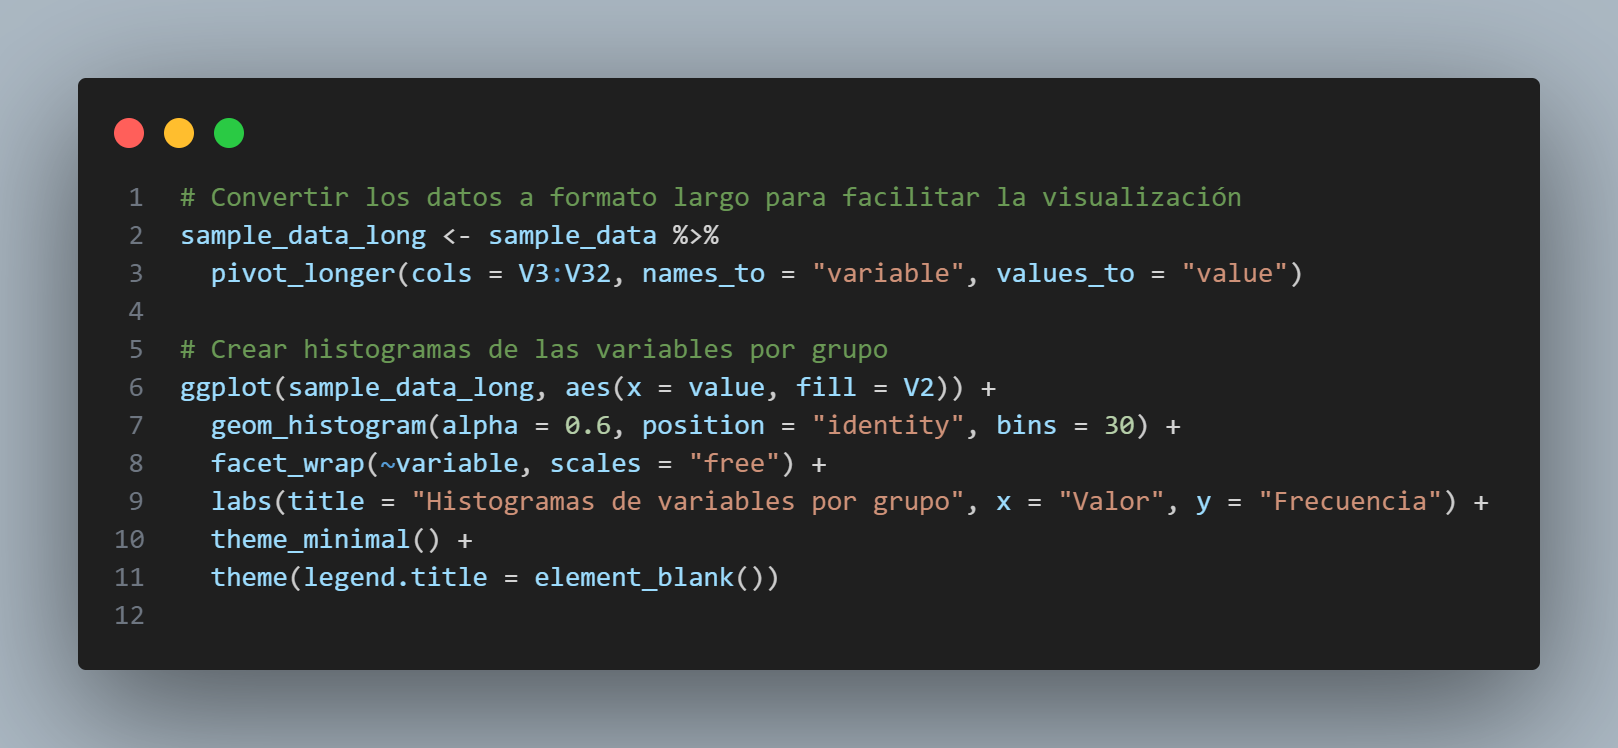 1 # Convertir los datos a formato largo para facilitar la visualización
2 sample_data_long <- sample_data %>%
3   pivot_longer(cols = V3:V32, names_to = "variable", values_to = "value")
4
5 # Crear histogramas de las variables por grupo
6 ggplot(sample_data_long, aes(x = value, fill = V2)) +
7   geom_histogram(alpha = 0.6, position = "identity", bins = 30) +
8   facet_wrap(~variable, scales = "free") +
9   labs(title = "Histogramas de variables por grupo", x = "Valor", y = "Frecuencia") +
10   theme_minimal() +
11   theme(legend.title = element_blank())
12